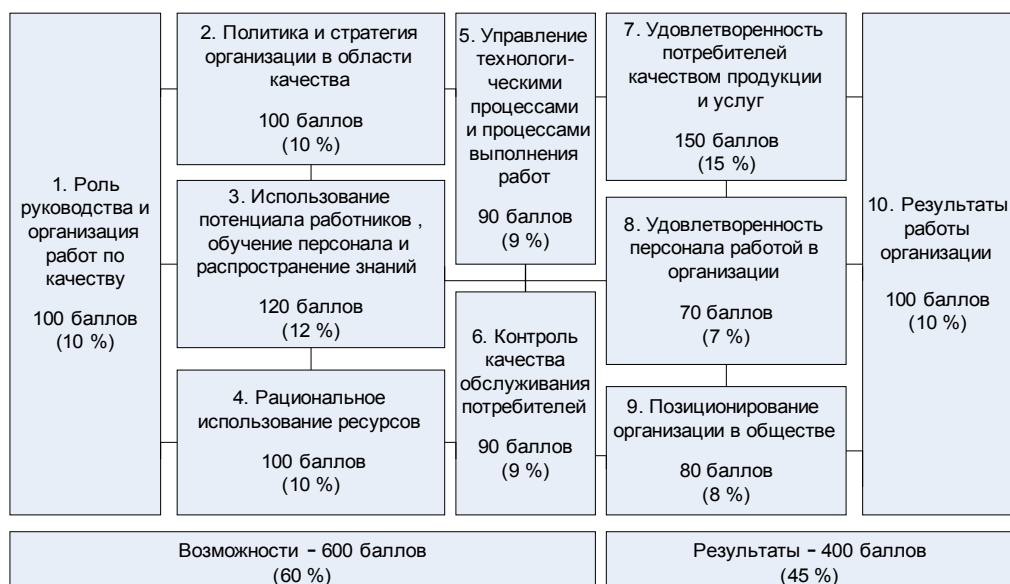 1. Роль
руководства и
организация
работ по
качеству
100 баллов
(10 %)
2. Политика и стратегия
организации в области
качества
100 баллов
(10 %)
3. Использование
потенциала работников ,
обучение персонала и
распространение знаний
120 баллов
(12 %)
4. Рациональное
использование ресурсов
100 баллов
(10 %)
5. Управление
технологи-
ческими
процессами
и процессами
выполнения
работ
90 баллов
(9 %)
6. Контроль
качества
обслуживания
потребителей
90 баллов
(9 %)
7. Удовлетворенность
потребителей
качеством продукции
и услуг
150 баллов
(15 %)
8. Удовлетворенность
персонала работой в
организации
70 баллов
(7 %)
9. Позиционирование
организации в обществе
80 баллов
(8 %)
10. Результаты
работы
организации
100 баллов
(10 %)
Возможности - 600 баллов
(60 %)
Результаты - 400 баллов
(45 %)